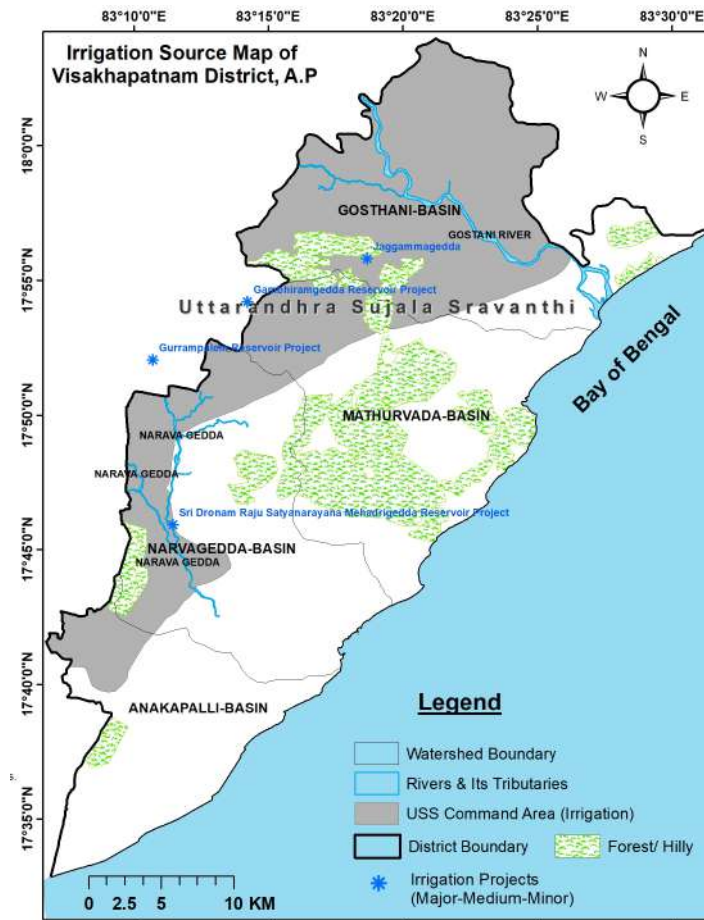 83°10'0"E 83°15'0"E 83°20'0"E 83°25'0"E 83°30'0"E
Irrigation Source Map of
Visakhapatnam District, A.P
N
W E
S
18°0'0"N
GOSTHANI-BASIN
GOSTANI RIVER
Jaggammagedda
17°55'0"N
Gambhiramgedda Reservoir Project
Uttarandhra Sujala Sravanthi
Gurrampalem Reservoir Project
Bay of Bengal
17°50'0"N
MATHURVADA-BASIN
NARAVA GEDDA
NARAVA GEDDA
Sri Dronam Raju Satyanarayana Mehadrigedda Reservoir Project
17°45'0"N
NARVAGEDDA-BASIN
NARAVA GEDDA
17°40'0"N
ANAKAPALLI-BASIN
Legend
Watershed Boundary
Rivers & Its Tributaries
USS Command Area (Irrigation)
District Boundary
Forest/ Hilly
Irrigation Projects
(Major-Medium-Minor)
17°35'0"N
0 2.5 5 10 KM